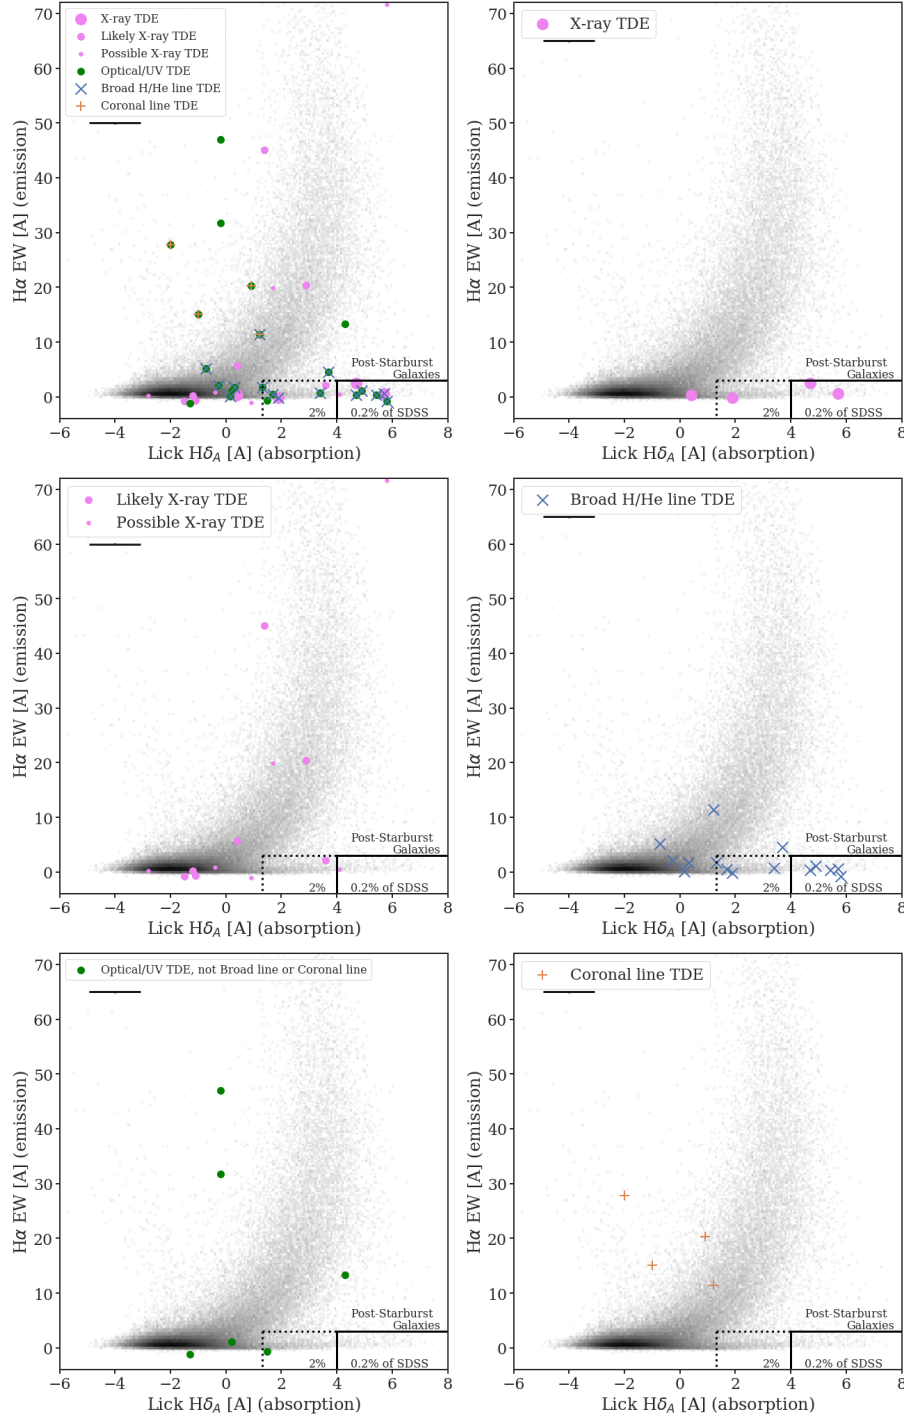 X-ray TDE
Likely X-ray TDE
Possible X-ray TDE
Optical/UV TDE
Broad H/He line TDE
Coronal line TDE
Hα EW [A] (emission)
70
60
50
40
30
20
10
0
Post-Starburst
Galaxies
2%
0.2% of SDSS
−6
−4
−2
0
2
4
6
8
Lick Hδ_A [A] (absorption)
X-ray TDE
Hα EW [A] (emission)
70
60
50
40
30
20
10
0
Post-Starburst
Galaxies
2%
0.2% of SDSS
−6
−4
−2
0
2
4
6
8
Lick Hδ_A [A] (absorption)
Likely X-ray TDE
Possible X-ray TDE
Hα EW [A] (emission)
70
60
50
40
30
20
10
0
Post-Starburst
Galaxies
2%
0.2% of SDSS
−6
−4
−2
0
2
4
6
8
Lick Hδ_A [A] (absorption)
Broad H/He line TDE
Hα EW [A] (emission)
70
60
50
40
30
20
10
0
Post-Starburst
Galaxies
2%
0.2% of SDSS
−6
−4
−2
0
2
4
6
8
Lick Hδ_A [A] (absorption)
Optical/UV TDE, not Broad line or Coronal line
Hα EW [A] (emission)
70
60
50
40
30
20
10
0
Post-Starburst
Galaxies
2%
0.2% of SDSS
−6
−4
−2
0
2
4
6
8
Lick Hδ_A [A] (absorption)
Coronal line TDE
Hα EW [A] (emission)
70
60
50
40
30
20
10
0
Post-Starburst
Galaxies
2%
0.2% of SDSS
−6
−4
−2
0
2
4
6
8
Lick Hδ_A [A] (absorption)